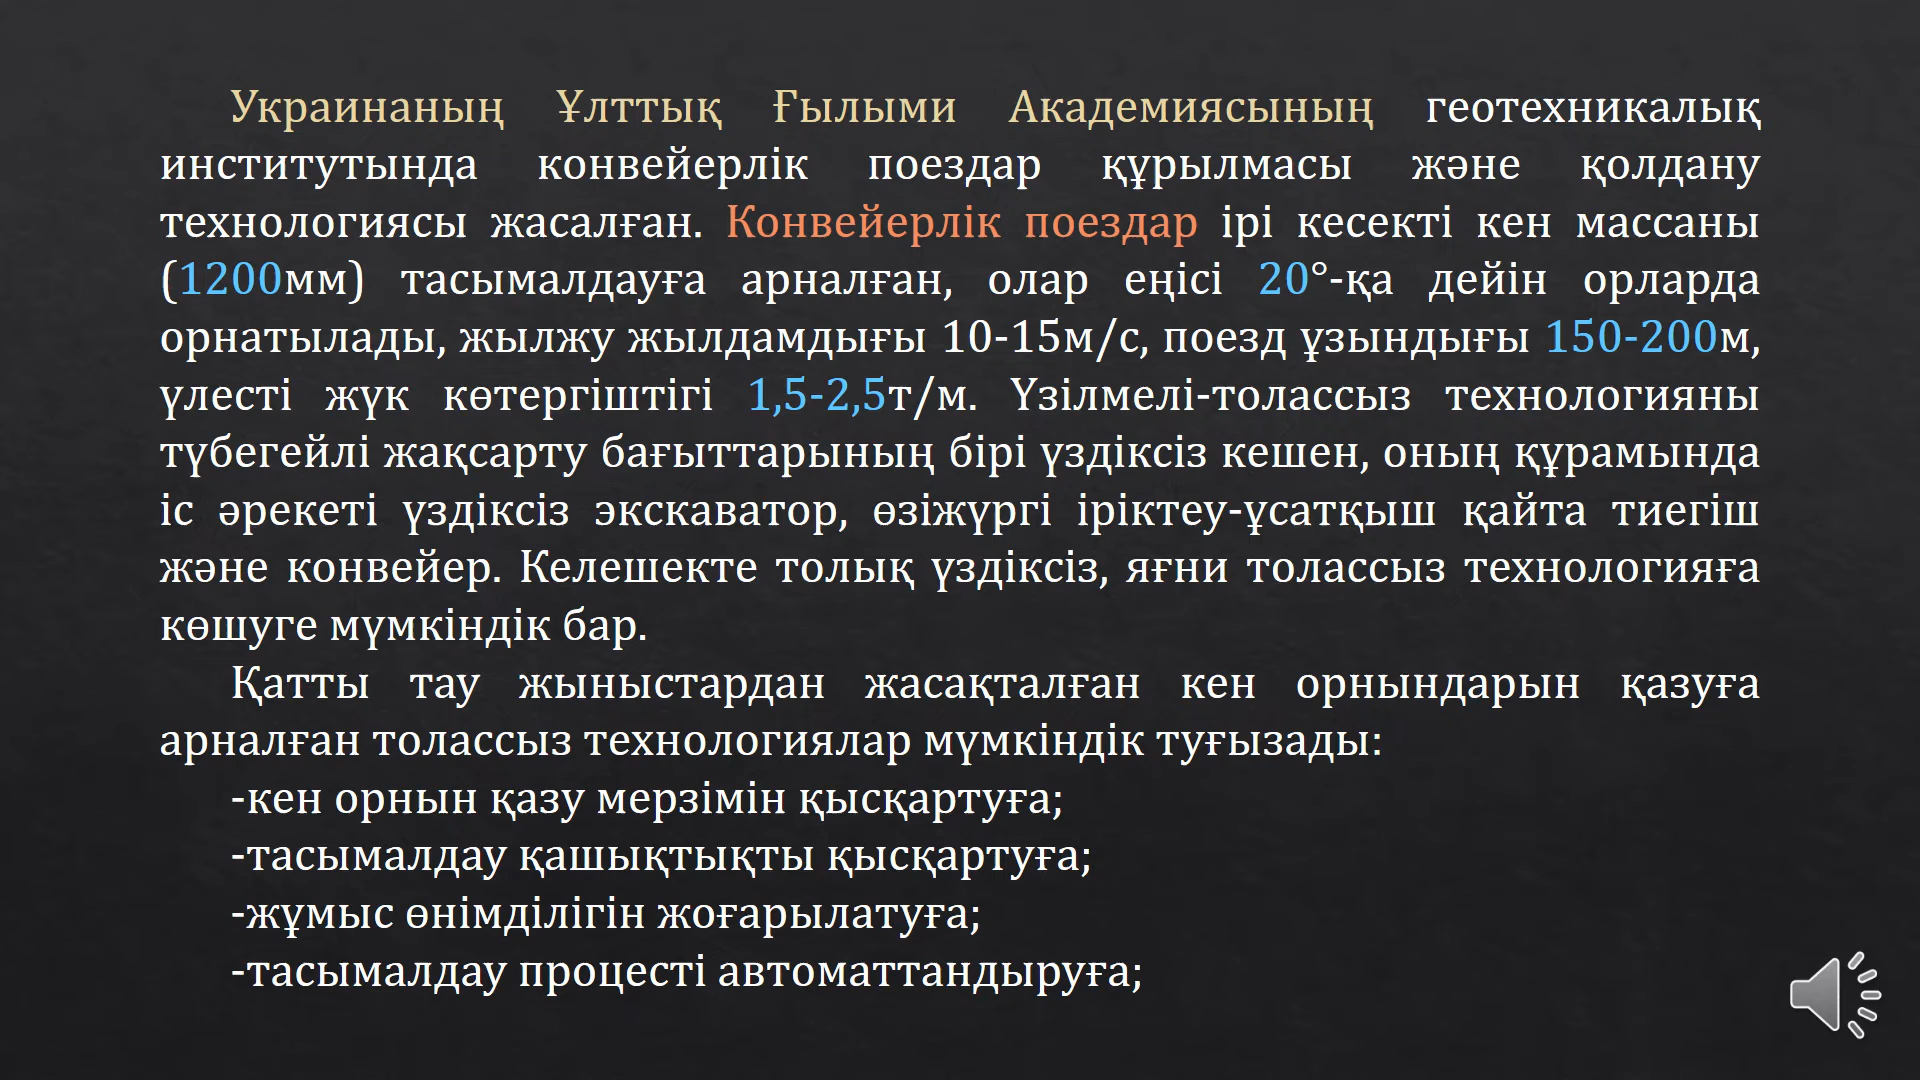 Украинаның Ұлттық Ғылыми Академиясының геотехникалық
институтында конвейерлік поездар құрылмасы және қолдану
технологиясы жасалған. Конвейерлік поездар ірі кесекті кен массаны
(1200мм) тасымалдауға арналған, олар еңісі 20°-қа дейін орларда
орнатылады, жылжу жылдамдығы 10-15м/с, поезд ұзындығы 150-200м,
үлесті жүк көтергіштігі 1,5-2,5т/м. Үзілмелі-толассыз технологияны
түбегейлі жақсарту бағыттарының бірі үздіксіз кешен, оның құрамында
іс әрекеті үздіксіз экскаватор, өзіжүргі іріктеу-ұсатқыш қайта тиегіш
және конвейер. Келешекте толық үздіксіз, яғни толассыз технологияға
көшуге мүмкіндік бар.
Қатты тау жыныстардан жасақталған кен орнындарын қазуға
арналған толассыз технологиялар мүмкіндік туғызады:
-кен орнын қазу мерзімін қысқартуға;
-тасымалдау қашықтықты қысқартуға;
-жұмыс өнімділігін жоғарылатуға;
-тасымалдау процесті автоматтандыруға;